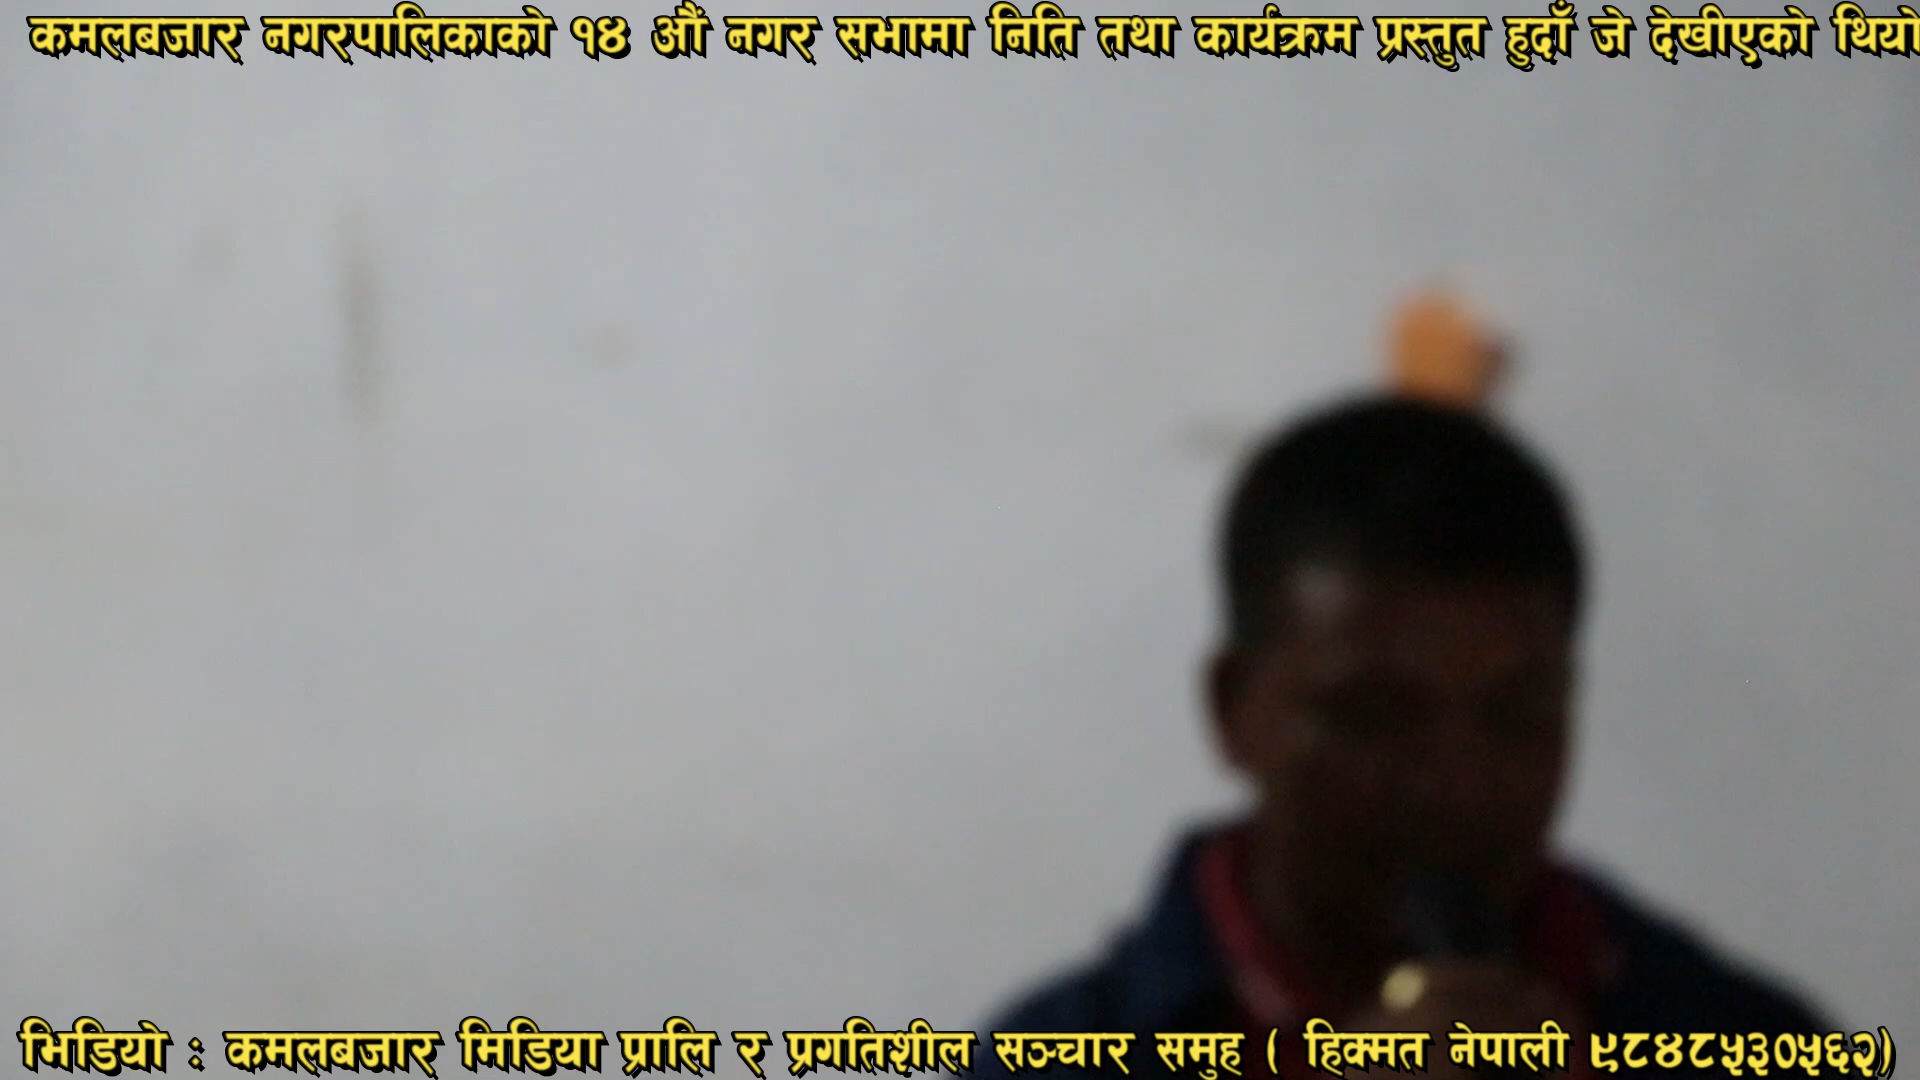 कमलबजार नगरपालिकाको १४ औं नगर सभामा निति तथा कार्यक्रम प्रस्तुत हुदाँ जे देखीएको थियो
भिडियो : कमलबजार मिडिया प्रालि र प्रगतिशील सञ्चार समुह ( हिक्मत नेपाली ९८४८५३०५६२)